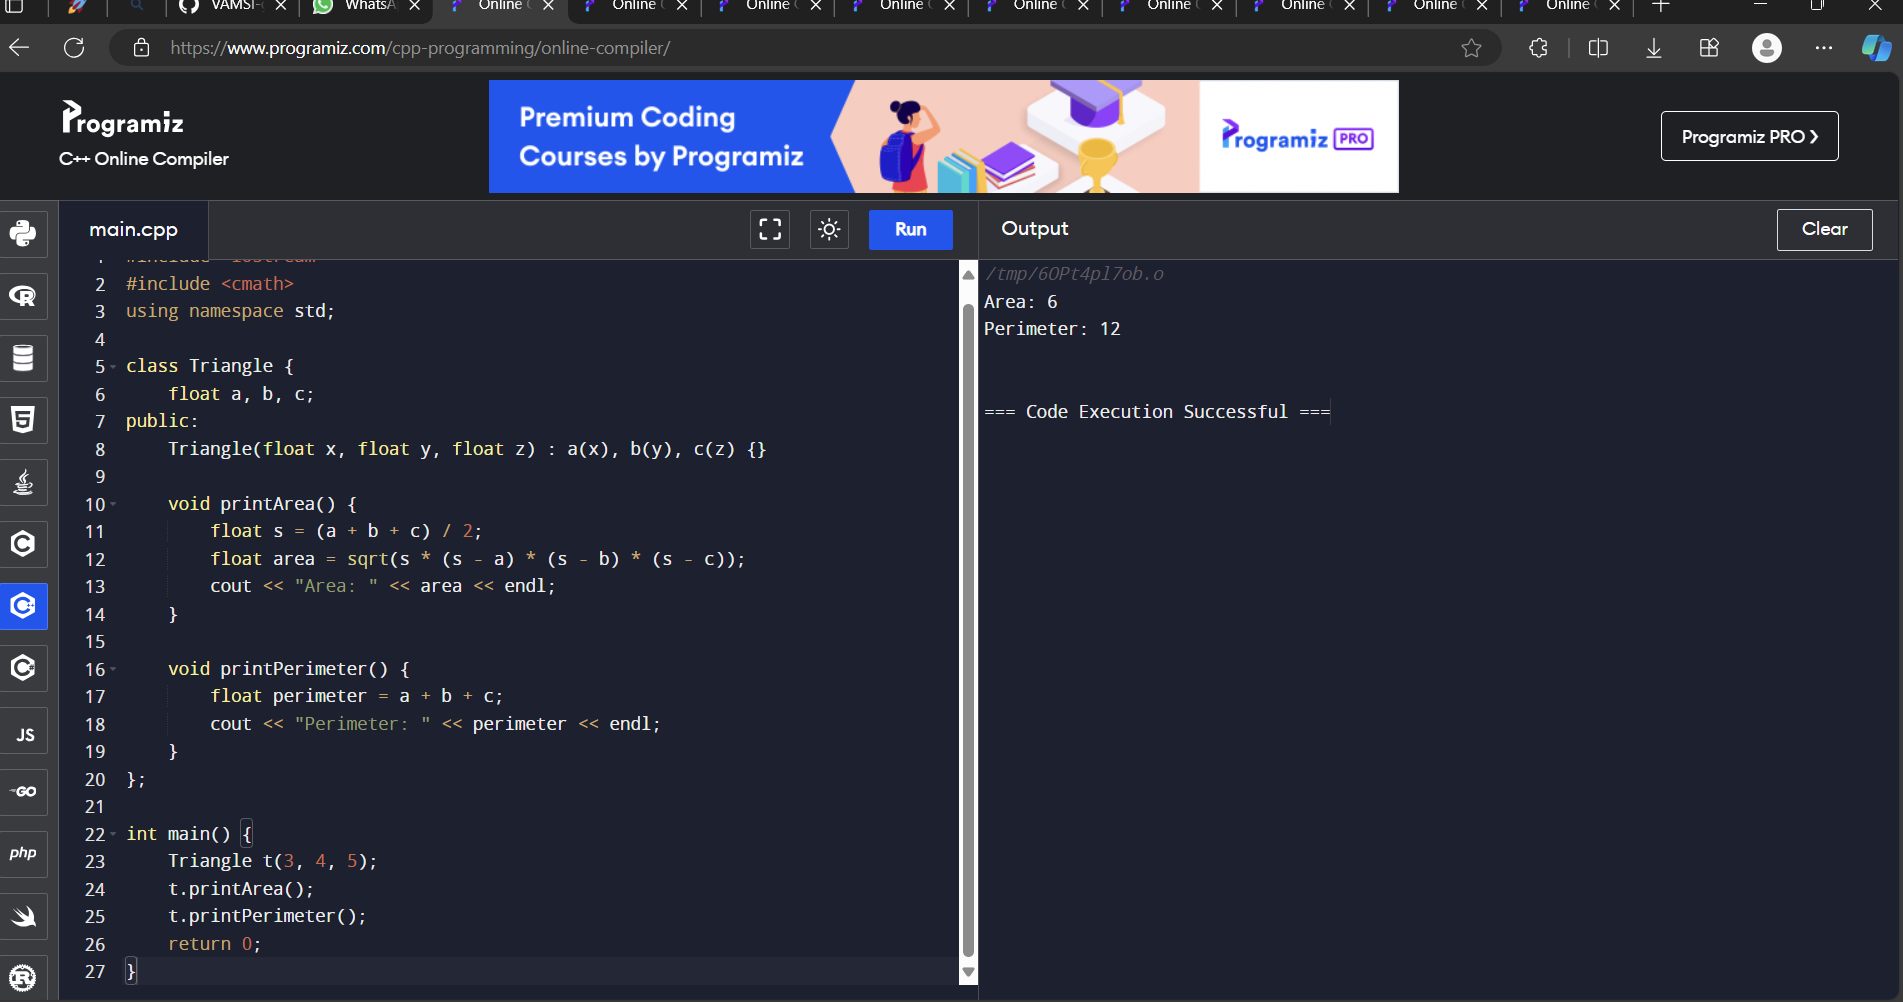 VAMSI-
WhatsA
Online
Online
Online
Online
Online
Online
Online
Online
Online
https://www.programiz.com/cpp-programming/online-compiler/
Programiz
C++ Online Compiler
Premium Coding
Courses by Programiz
Programiz PRO
Programiz PRO ❯
main.cpp
Run
Output
Clear
2 #include <cmath>
3 using namespace std;
4
5 class Triangle {
6     float a, b, c;
7 public:
8     Triangle(float x, float y, float z) : a(x), b(y), c(z) {}
9
10     void printArea() {
11         float s = (a + b + c) / 2;
12         float area = sqrt(s * (s - a) * (s - b) * (s - c));
13         cout << "Area: " << area << endl;
14     }
15
16     void printPerimeter() {
17         float perimeter = a + b + c;
18         cout << "Perimeter: " << perimeter << endl;
19     }
20 };
21
22 int main() {
23     Triangle t(3, 4, 5);
24     t.printArea();
25     t.printPerimeter();
26     return 0;
27 }
/tmp/6OPt4pl7ob.o
Area: 6
Perimeter: 12
=== Code Execution Successful ===
JS
GO
php